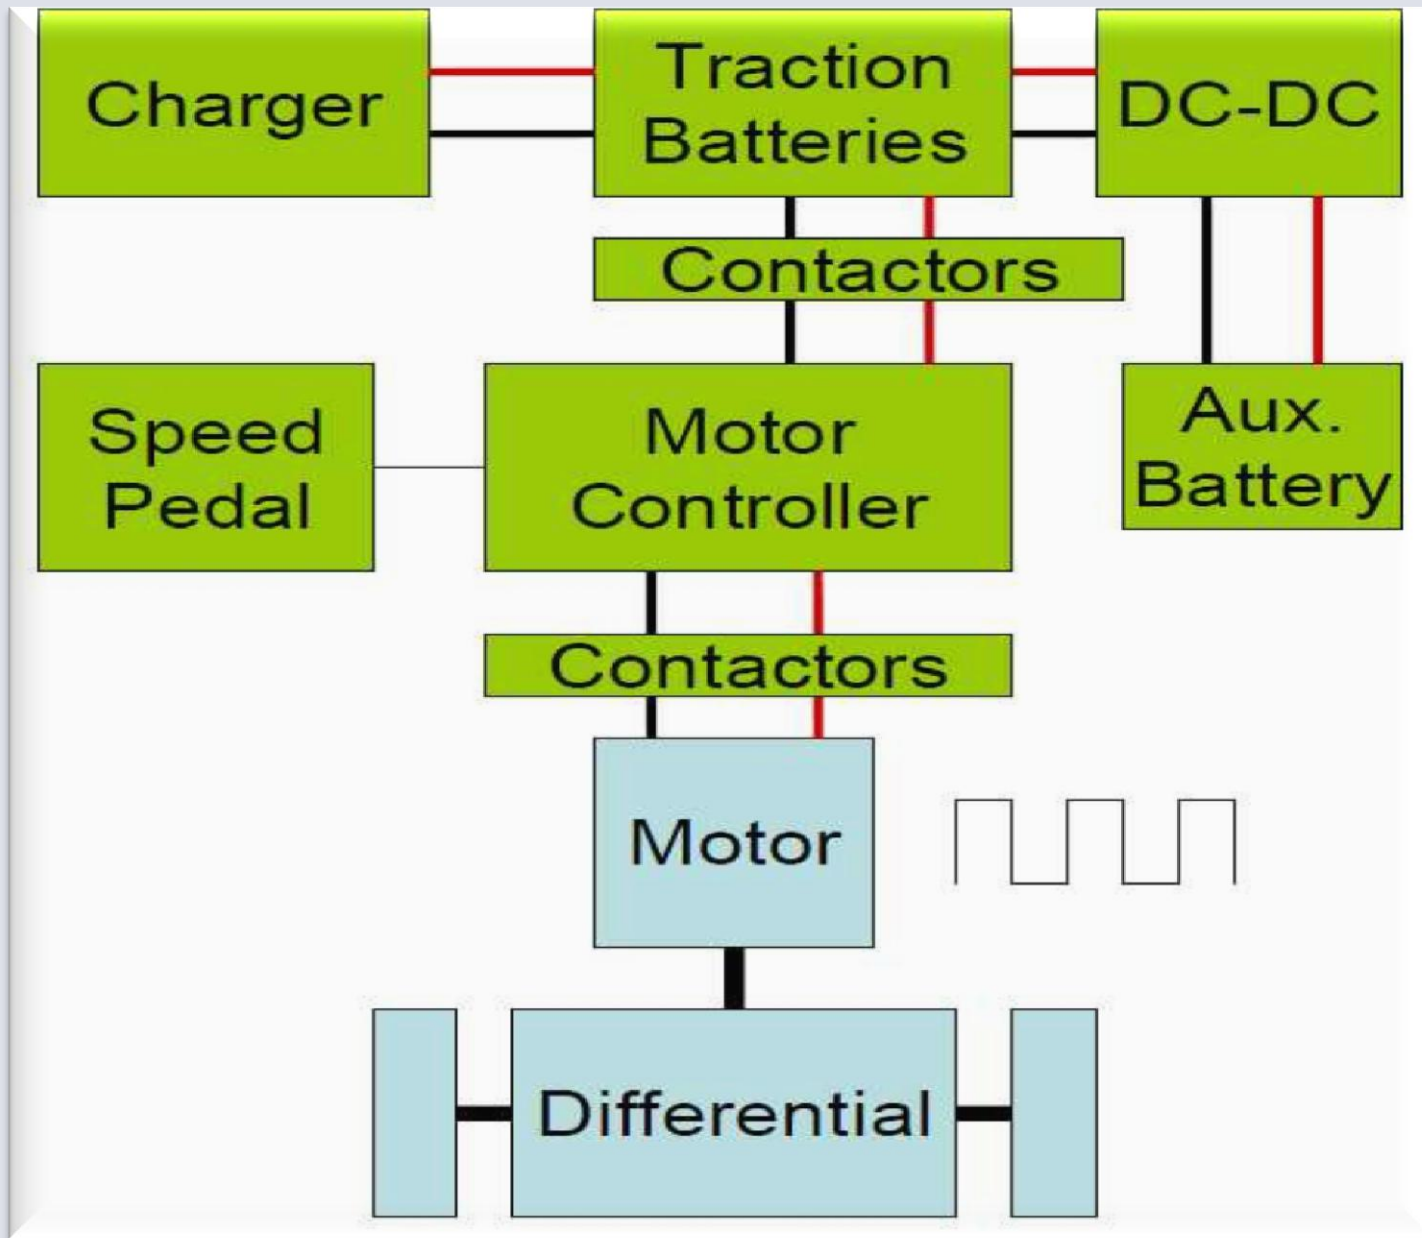 Charger
Traction
Batteries
DC-DC
Contactors
Speed
Pedal
Motor
Controller
Aux.
Battery
Contactors
Motor
Differential